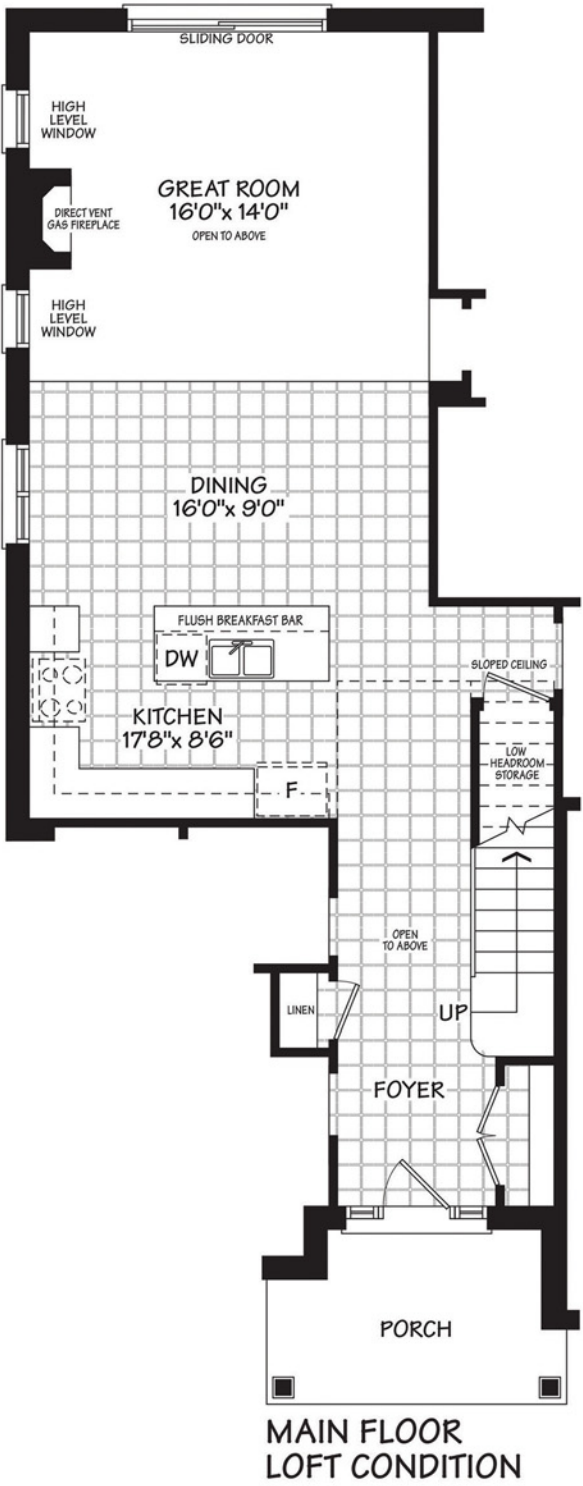 SLIDING DOOR
HIGH
LEVEL
WINDOW
GREAT ROOM
16'0"x 14'0"
OPEN TO ABOVE
DIRECT VENT
GAS FIREPLACE
HIGH
LEVEL
WINDOW
DINING
16'0"x 9'0"
FLUSH BREAKFAST BAR
DW
SLOPED CEILING
KITCHEN
17'8"x 8'6"
LOW
HEADROOM
STORAGE
F
OPEN
TO ABOVE
LINEN
UP
FOYER
PORCH
MAIN FLOOR
LOFT CONDITION